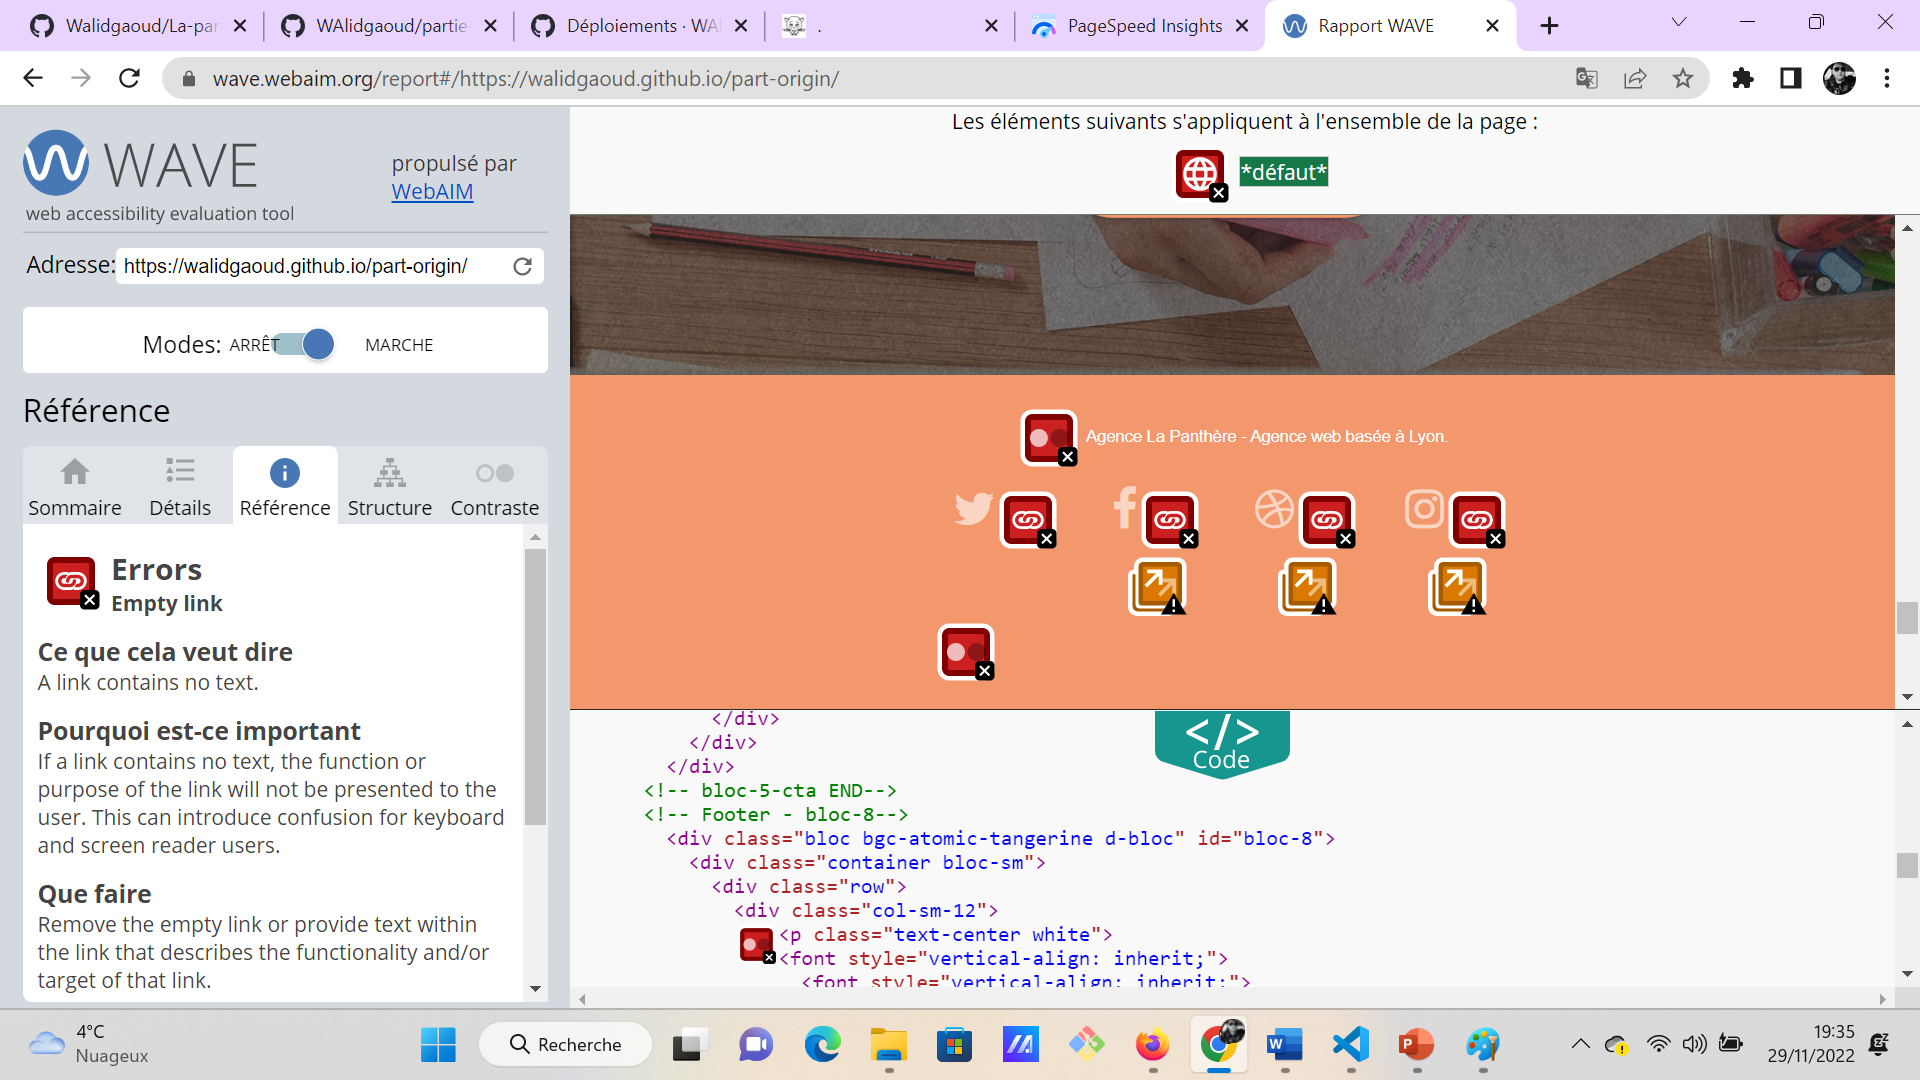 Walidgaoud/La-par
WAlidgaoud/partie-
Déploiements · WAl
.
PageSpeed Insights
Rapport WAVE
wave.webaim.org/report#/https://walidgaoud.github.io/part-origin/
WAVE
propulsé par
WebAIM
web accessibility evaluation tool
Adresse: https://walidgaoud.github.io/part-origin/
Modes: ARRÊT MARCHE
Référence
Sommaire Détails Référence Structure Contraste
Errors
Empty link
Ce que cela veut dire
A link contains no text.
Pourquoi est-ce important
If a link contains no text, the function or
purpose of the link will not be presented to the
user. This can introduce confusion for keyboard
and screen reader users.
Que faire
Remove the empty link or provide text within
the link that describes the functionality and/or
target of that link.
Les éléments suivants s'appliquent à l'ensemble de la page :
*défaut*
Agence La Panthère - Agence web basée à Lyon.
</> Code
</div>
</div>
</div>
<!-- bloc-5-cta END-->
<!-- Footer - bloc-8-->
<div class="bloc bgc-atomic-tangerine d-bloc" id="bloc-8">
<div class="container bloc-sm">
<div class="row">
<div class="col-sm-12">
<p class="text-center white">
<font style="vertical-align: inherit;">
<font style="vertical-align: inherit;">
4°C
Nuageux
Recherche
19:35
29/11/2022